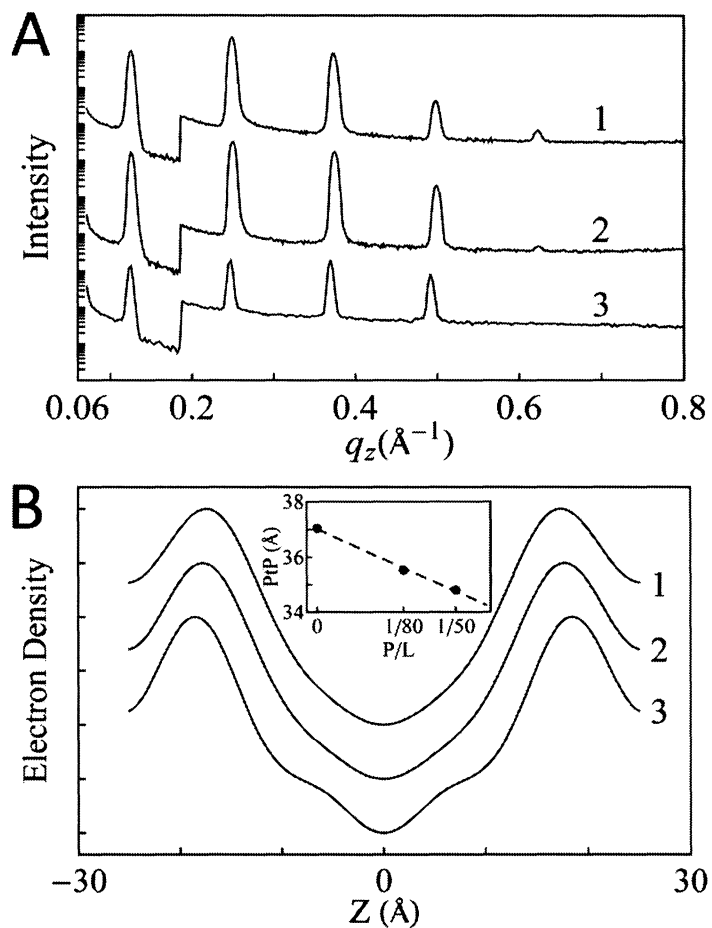 A
Intensity
1
2
3
0.06 0.2 0.4 0.6 0.8
q_z(Å⁻¹)
B
Electron Density
PtP (Å)
38
36
34
0 1/80 1/50
P/L
1
2
3
−30 0 30
Z (Å)